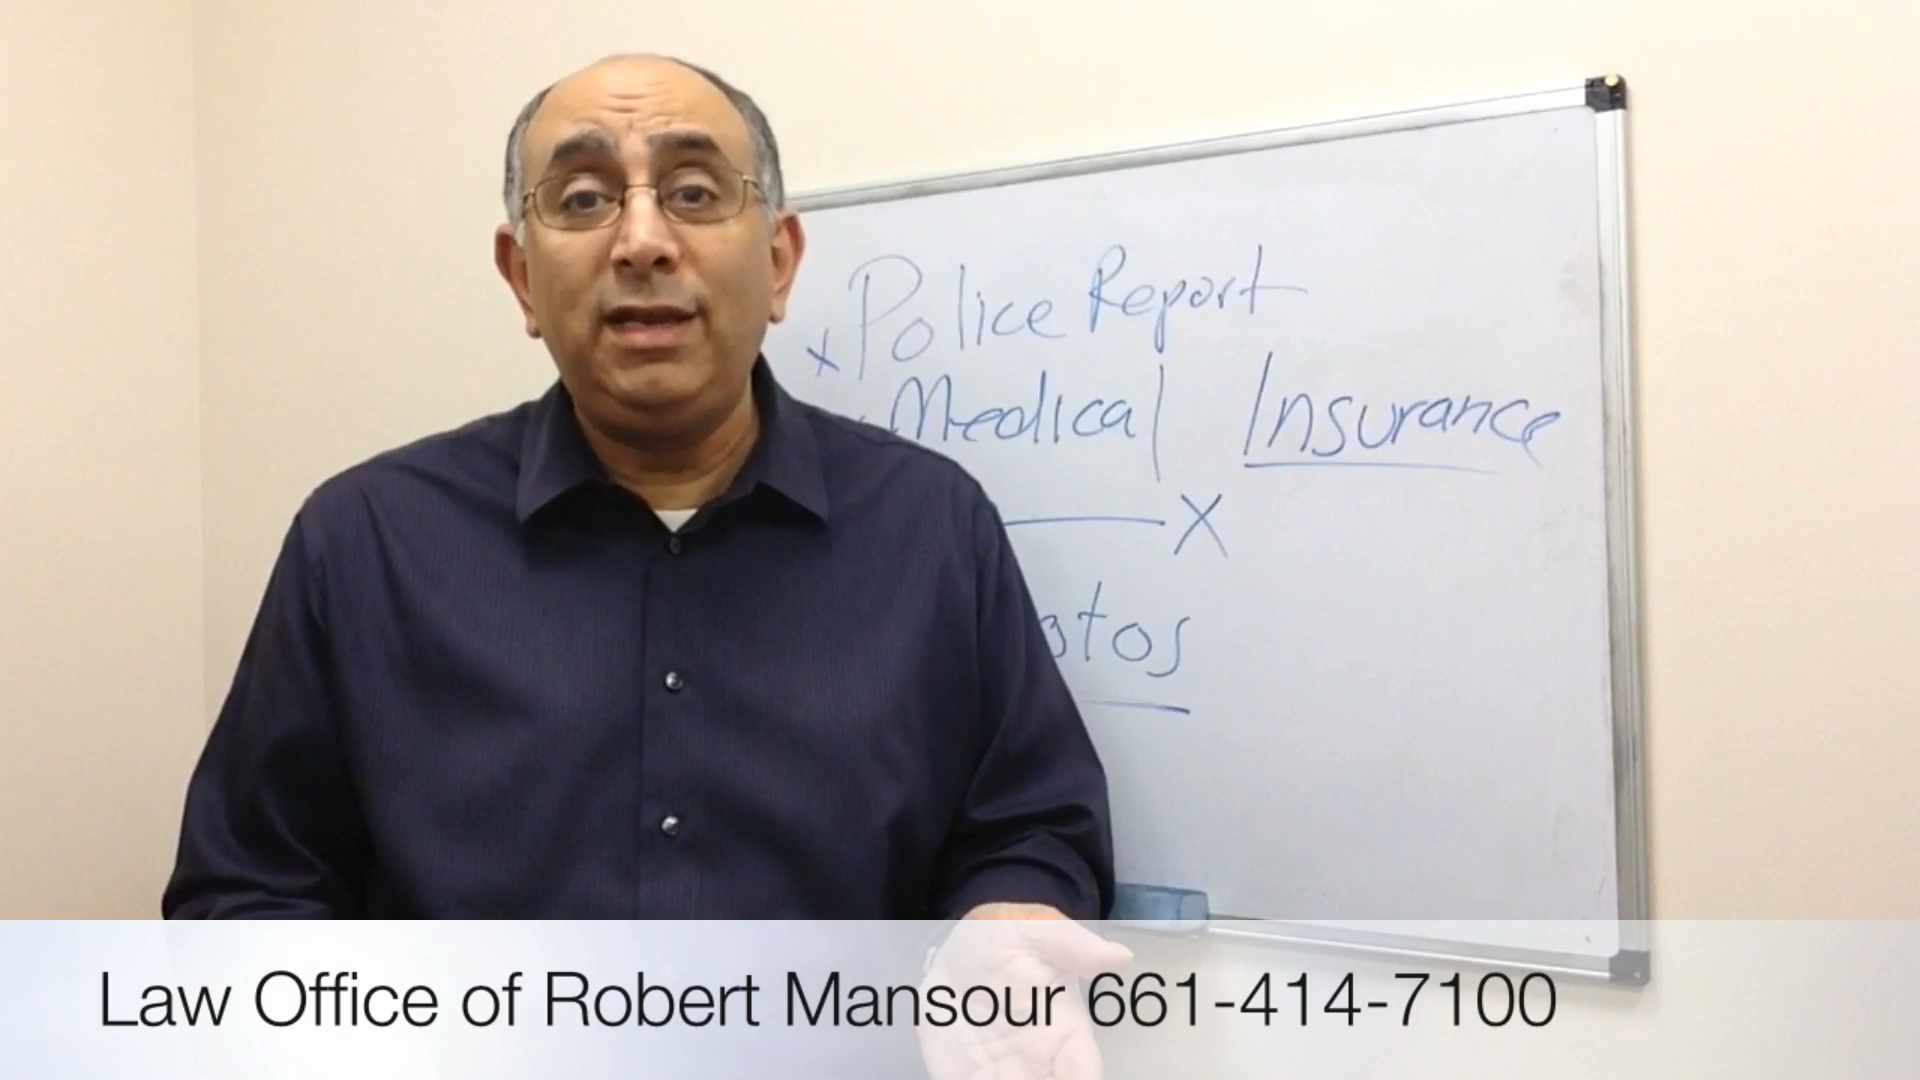 x Police Report
Medical Insurance
X
otos
Law Office of Robert Mansour 661-414-7100